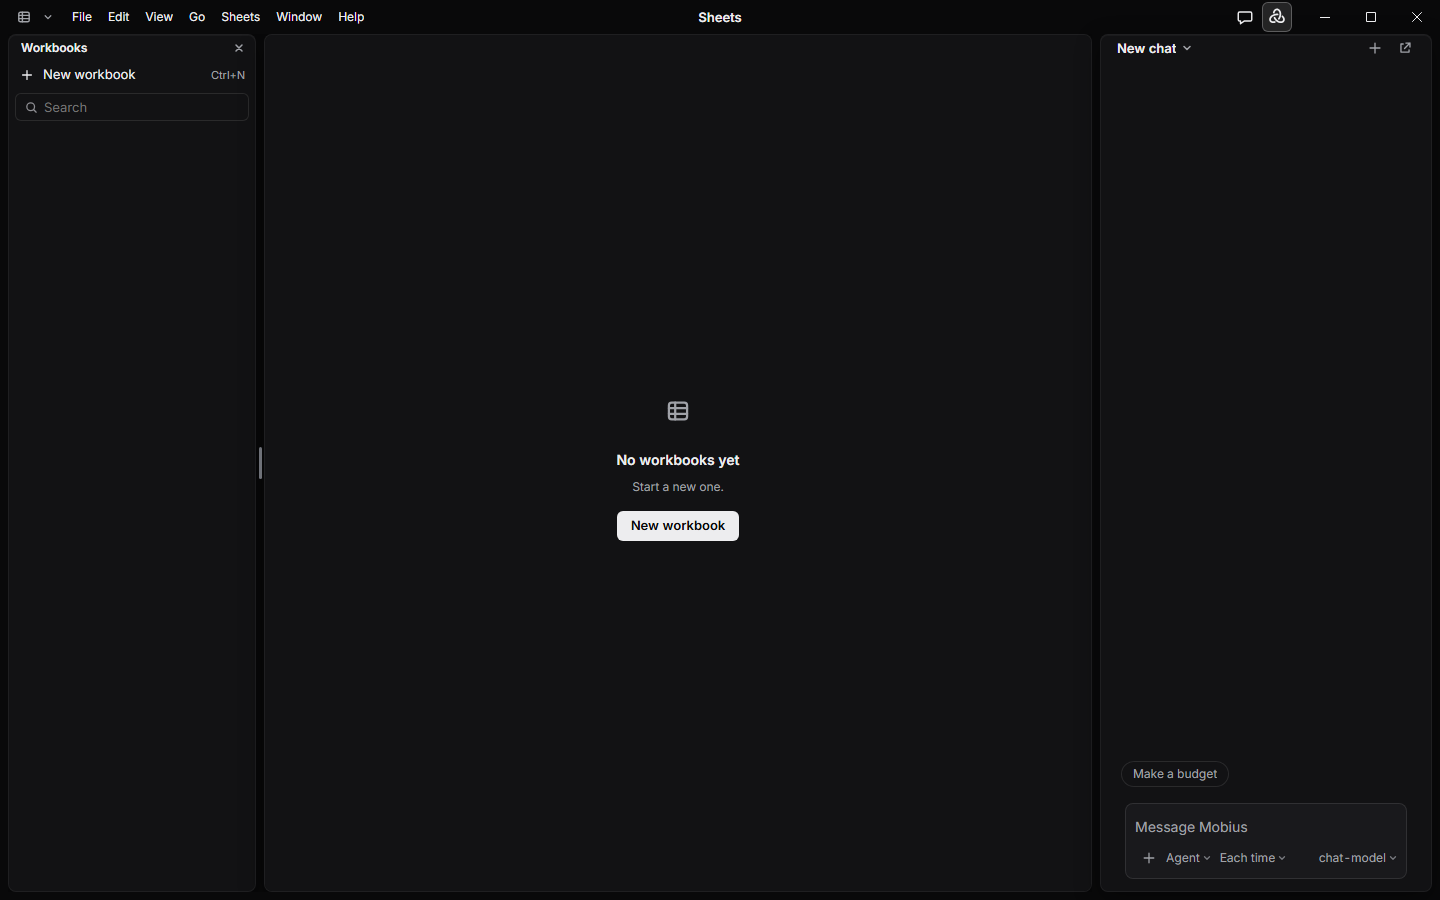 File Edit View Go Sheets Window Help
Sheets
Workbooks
New workbook Ctrl+N
Search
No workbooks yet
Start a new one.
New workbook
New chat
Make a budget
Message Mobius
Agent Each time chat-model